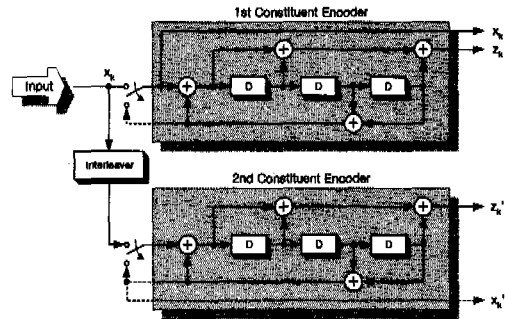 1st Constituent Encoder
x_k
z_k
x_k
Input
D
D
D
Interleaver
2nd Constituent Encoder
z_k'
D
D
D
x_k'